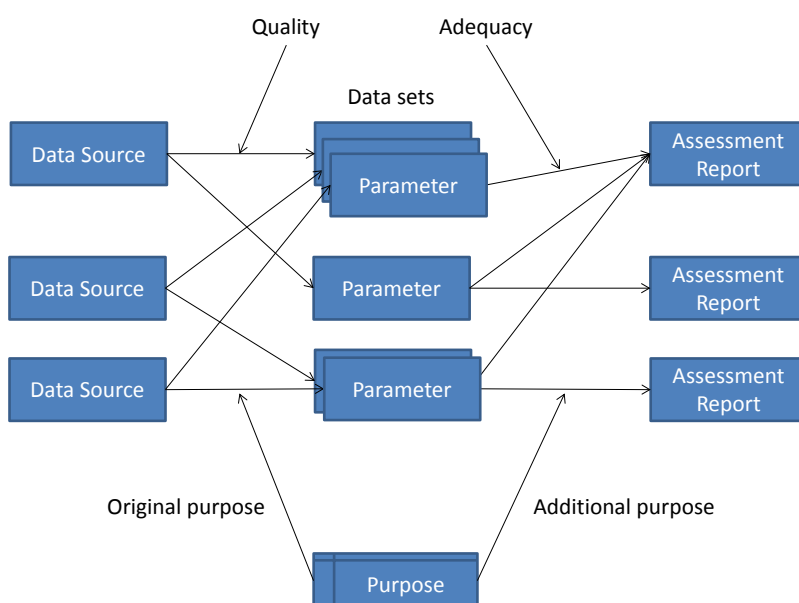 Quality
Adequacy
Data sets
Data Source
Parameter
Assessment
Report
Data Source
Parameter
Assessment
Report
Data Source
Parameter
Assessment
Report
Original purpose
Additional purpose
Purpose